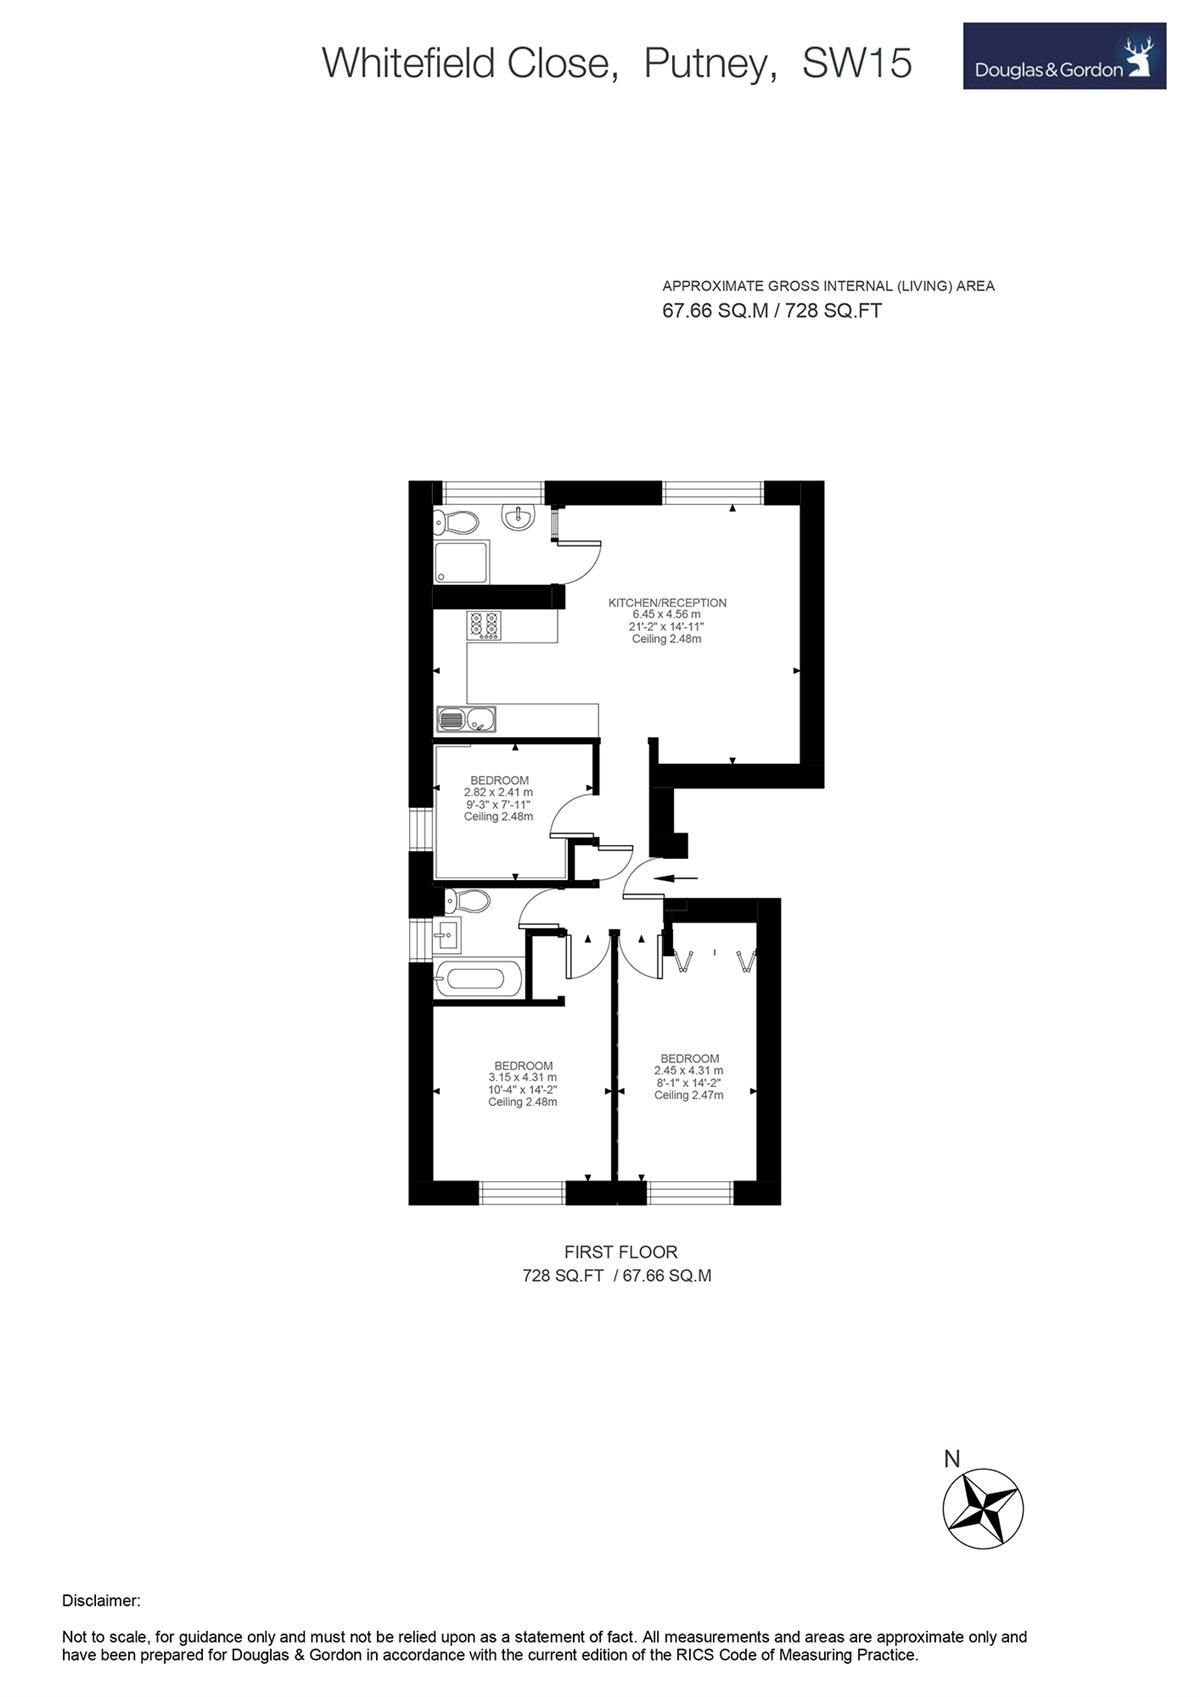 Whitefield Close, Putney, SW15
Douglas & Gordon
APPROXIMATE GROSS INTERNAL (LIVING) AREA
67.66 SQ.M / 728 SQ.FT
KITCHEN/RECEPTION
6.45 x 4.56 m
21'-2" x 14'-11"
Ceiling 2.48m
BEDROOM
2.82 x 2.41 m
9'-3" x 7'-11"
Ceiling 2.48m
BEDROOM
3.15 x 4.31 m
10'-4" x 14'-2"
Ceiling 2.48m
BEDROOM
2.45 x 4.31 m
8'-1" x 14'-2"
Ceiling 2.47m
FIRST FLOOR
728 SQ.FT / 67.66 SQ.M
N
Disclaimer:
Not to scale, for guidance only and must not be relied upon as a statement of fact. All measurements and areas are approximate only and
have been prepared for Douglas & Gordon in accordance with the current edition of the RICS Code of Measuring Practice.